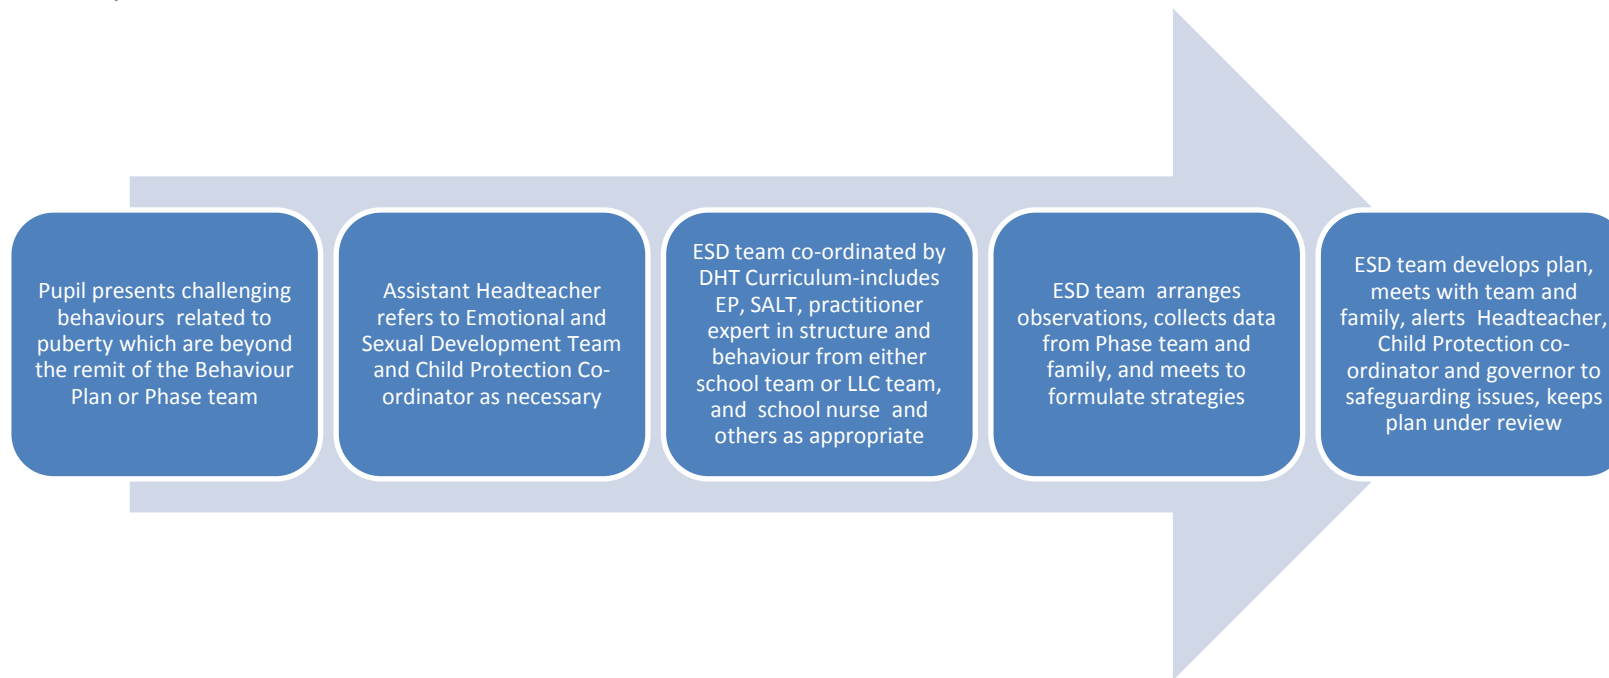 Pupil presents challenging
behaviours  related to
puberty which are beyond
the remit of the Behaviour
Plan or Phase team
Assistant Headteacher
refers to Emotional and
Sexual Development Team
and Child Protection Co-
ordinator as necessary
ESD team co-ordinated by
DHT Curriculum-includes
EP, SALT, practitioner
expert in structure and
behaviour from either
school team or LLC team,
and  school nurse  and
others as appropriate
ESD team  arranges
observations, collects data
from Phase team and
family, and meets to
formulate strategies
ESD team develops plan,
meets with team and
family, alerts  Headteacher,
Child Protection co-
ordinator and governor to
safeguarding issues, keeps
plan under review